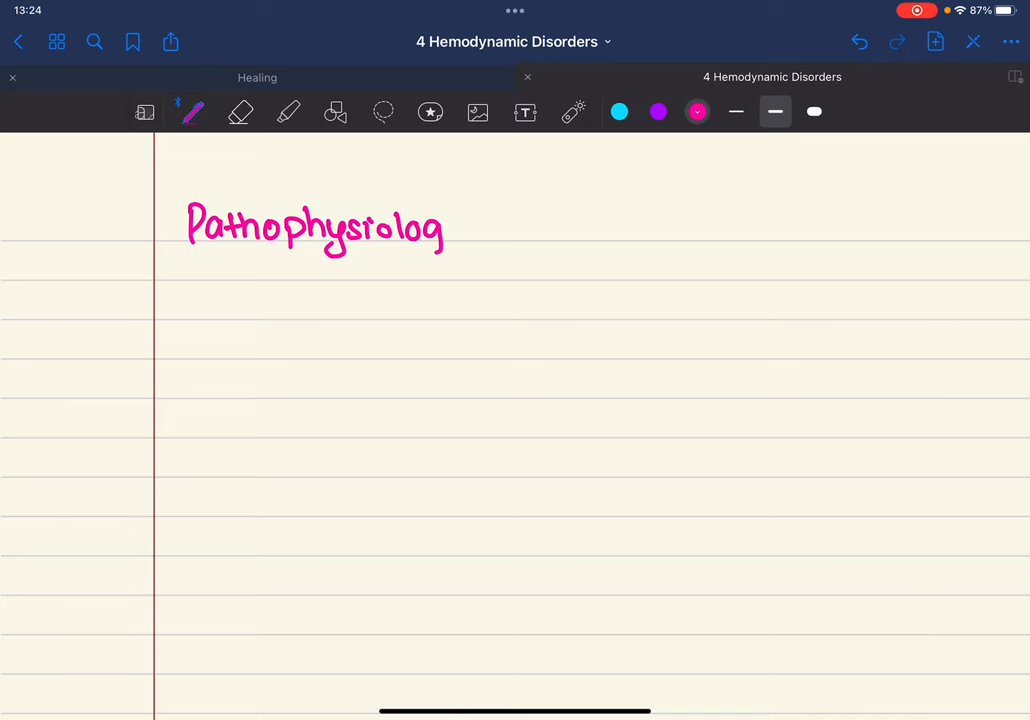 13:24
87%
4 Hemodynamic Disorders
Healing
4 Hemodynamic Disorders
T
Pathophysiolog